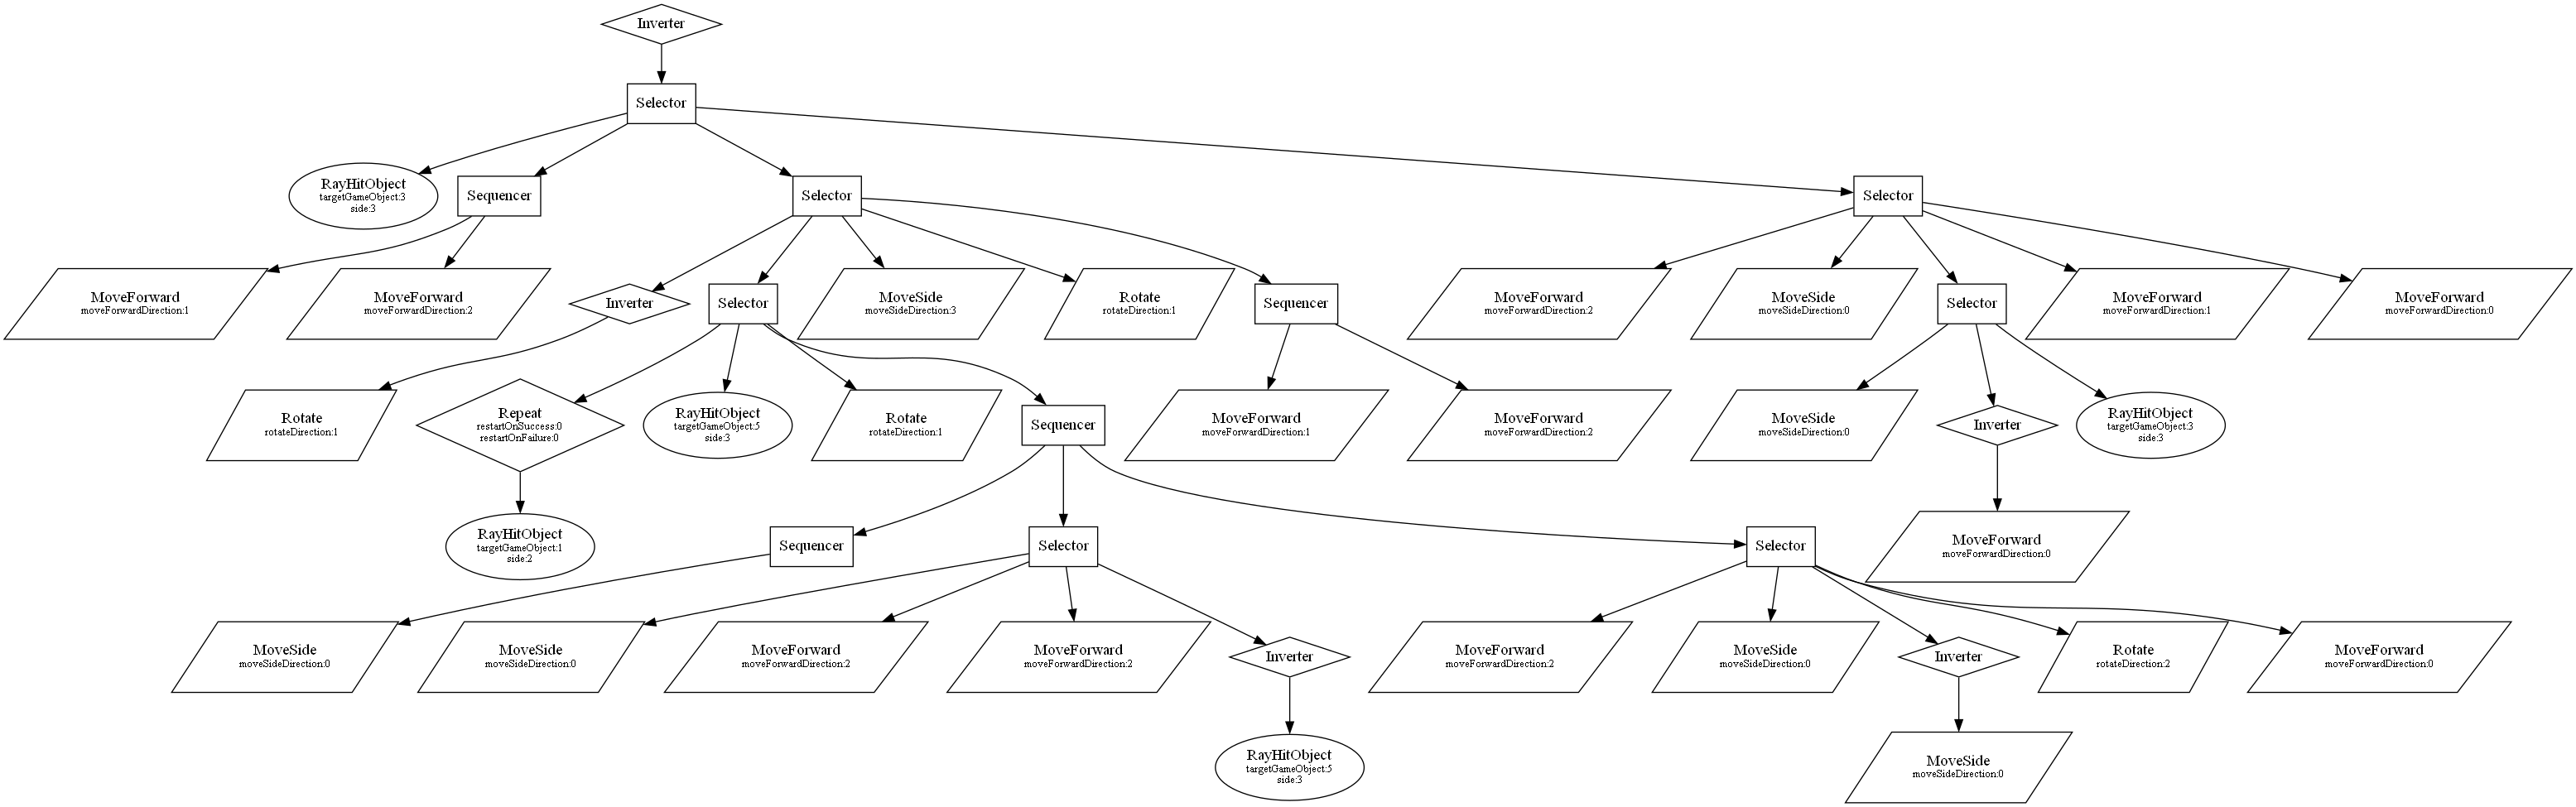 Inverter
Selector
RayHitObject
targetGameObject:3
side:3
Sequencer
Selector
Selector
MoveForward
moveForwardDirection:1
MoveForward
moveForwardDirection:2
Inverter
Selector
MoveSide
moveSideDirection:3
Rotate
rotateDirection:1
Sequencer
MoveForward
moveForwardDirection:2
MoveSide
moveSideDirection:0
Selector
MoveForward
moveForwardDirection:1
MoveForward
moveForwardDirection:0
Rotate
rotateDirection:1
Repeat
restartOnSuccess:0
restartOnFailure:0
RayHitObject
targetGameObject:5
side:3
Rotate
rotateDirection:1
Sequencer
MoveForward
moveForwardDirection:1
MoveForward
moveForwardDirection:2
MoveSide
moveSideDirection:0
Inverter
RayHitObject
targetGameObject:3
side:3
RayHitObject
targetGameObject:1
side:2
Sequencer
Selector
Selector
MoveForward
moveForwardDirection:0
MoveSide
moveSideDirection:0
MoveSide
moveSideDirection:0
MoveForward
moveForwardDirection:2
MoveForward
moveForwardDirection:2
Inverter
MoveForward
moveForwardDirection:2
MoveSide
moveSideDirection:0
Inverter
Rotate
rotateDirection:2
MoveForward
moveForwardDirection:0
RayHitObject
targetGameObject:5
side:3
MoveSide
moveSideDirection:0